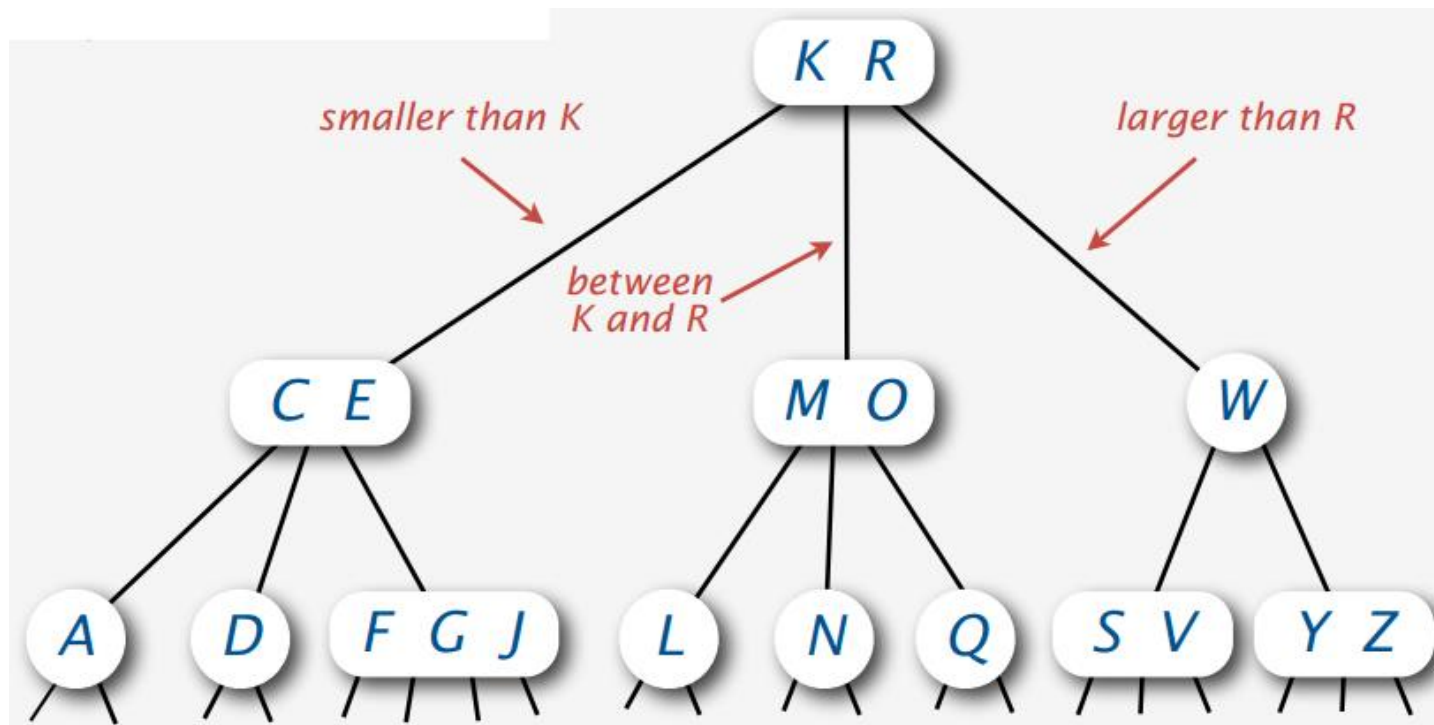 K R
smaller than K
larger than R
between
K and R
C E
M O
W
A
D
F G J
L
N
Q
S V
Y Z